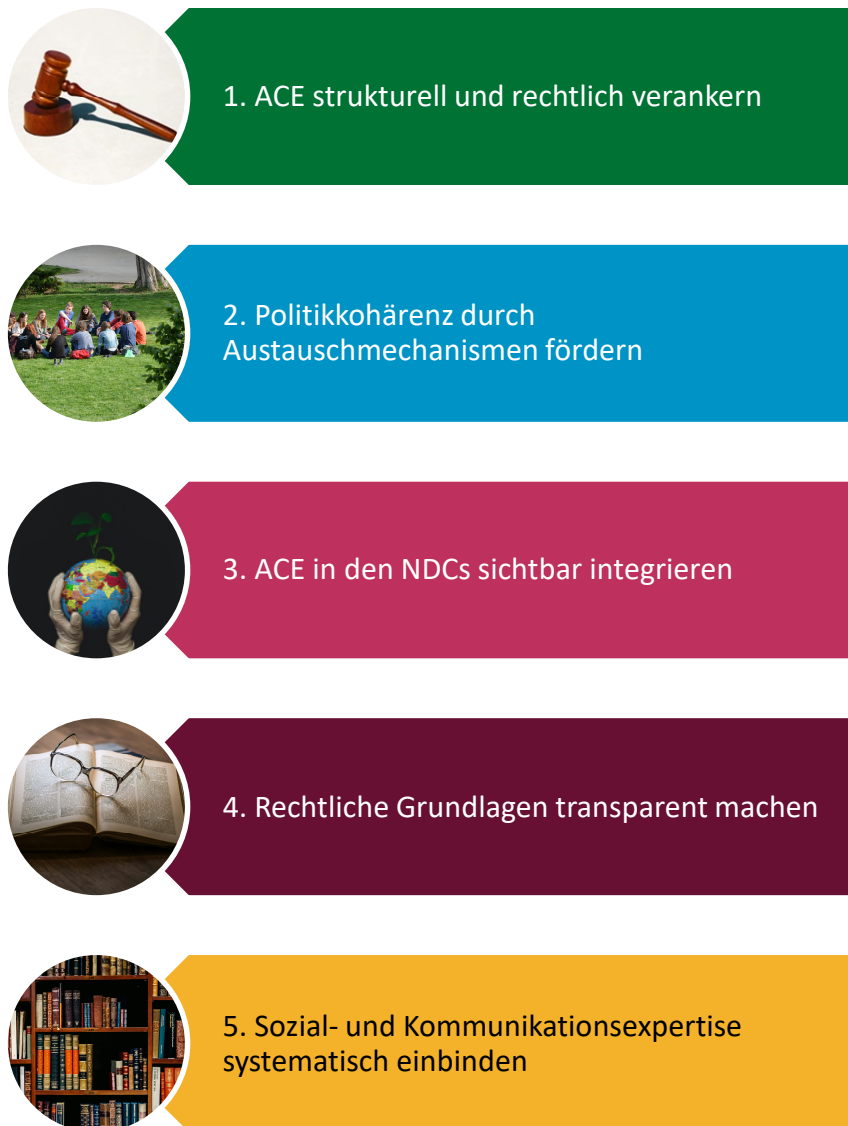 1. ACE strukturell und rechtlich verankern
2. Politikkohärenz durch
Austauschmechanismen fördern
3. ACE in den NDCs sichtbar integrieren
4. Rechtliche Grundlagen transparent machen
5. Sozial- und Kommunikationsexpertise
systematisch einbinden